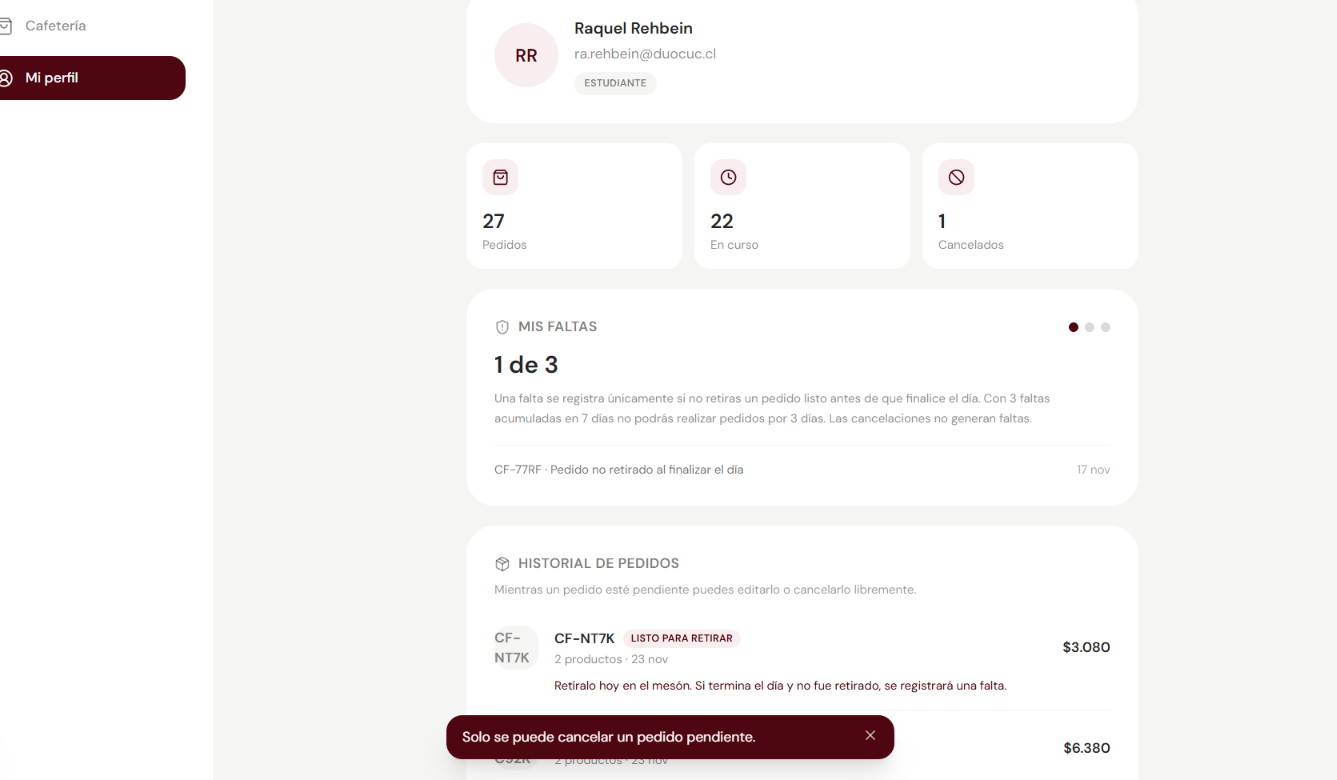 Cafetería
Mi perfil
RR
Raquel Rehbein
ra.rehbein@duocuc.cl
ESTUDIANTE
27
Pedidos
22
En curso
1
Cancelados
MIS FALTAS
1 de 3
Una falta se registra únicamente si no retiras un pedido listo antes de que finalice el día. Con 3 faltas
acumuladas en 7 días no podrás realizar pedidos por 3 días. Las cancelaciones no generan faltas.
CF-77RF · Pedido no retirado al finalizar el día
17 nov
HISTORIAL DE PEDIDOS
Mientras un pedido esté pendiente puedes editarlo o cancelarlo libremente.
CF-
NT7K
CF-NT7K
LISTO PARA RETIRAR
2 productos · 23 nov
$3.080
Retíralo hoy en el mesón. Si termina el día y no fue retirado, se registrará una falta.
Solo se puede cancelar un pedido pendiente.
$6.380
2 productos · 23 nov